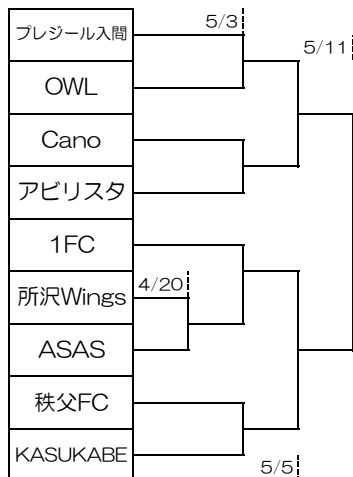 プレジール入間
5/3
5/11
OWL
Cano
アビリスタ
1FC
所沢Wings
4/20
ASAS
秩父FC
KASUKABE
5/5